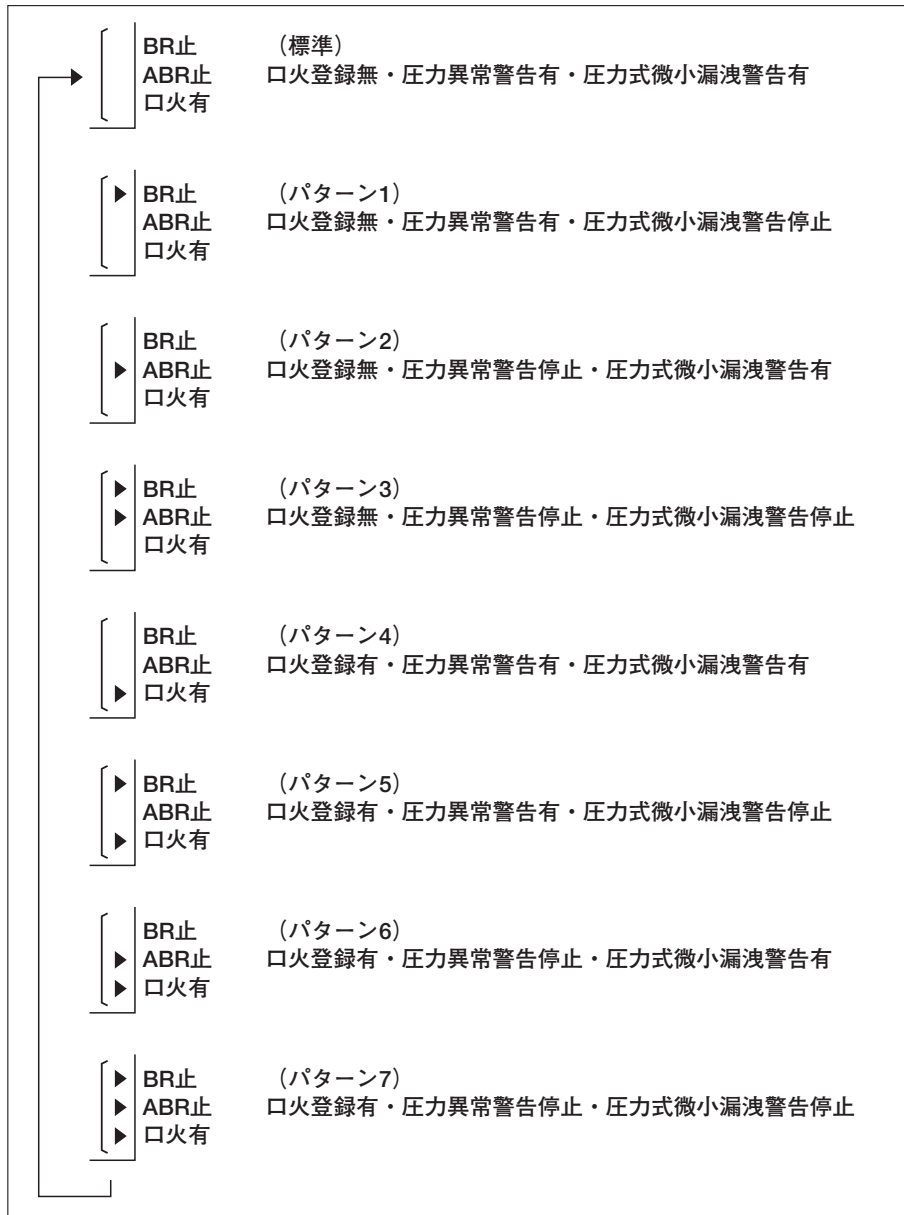 BR止 （標準）
ABR止 口火登録無・圧力異常警告有・圧力式微小漏洩警告有
口火有
▶ BR止 （パターン1）
ABR止 口火登録無・圧力異常警告有・圧力式微小漏洩警告停止
口火有
BR止 （パターン2）
▶ ABR止 口火登録無・圧力異常警告停止・圧力式微小漏洩警告有
口火有
▶ BR止 （パターン3）
▶ ABR止 口火登録無・圧力異常警告停止・圧力式微小漏洩警告停止
口火有
BR止 （パターン4）
ABR止 口火登録有・圧力異常警告有・圧力式微小漏洩警告有
▶ 口火有
▶ BR止 （パターン5）
ABR止 口火登録有・圧力異常警告有・圧力式微小漏洩警告停止
▶ 口火有
BR止 （パターン6）
▶ ABR止 口火登録有・圧力異常警告停止・圧力式微小漏洩警告有
▶ 口火有
▶ BR止 （パターン7）
▶ ABR止 口火登録有・圧力異常警告停止・圧力式微小漏洩警告停止
▶ 口火有